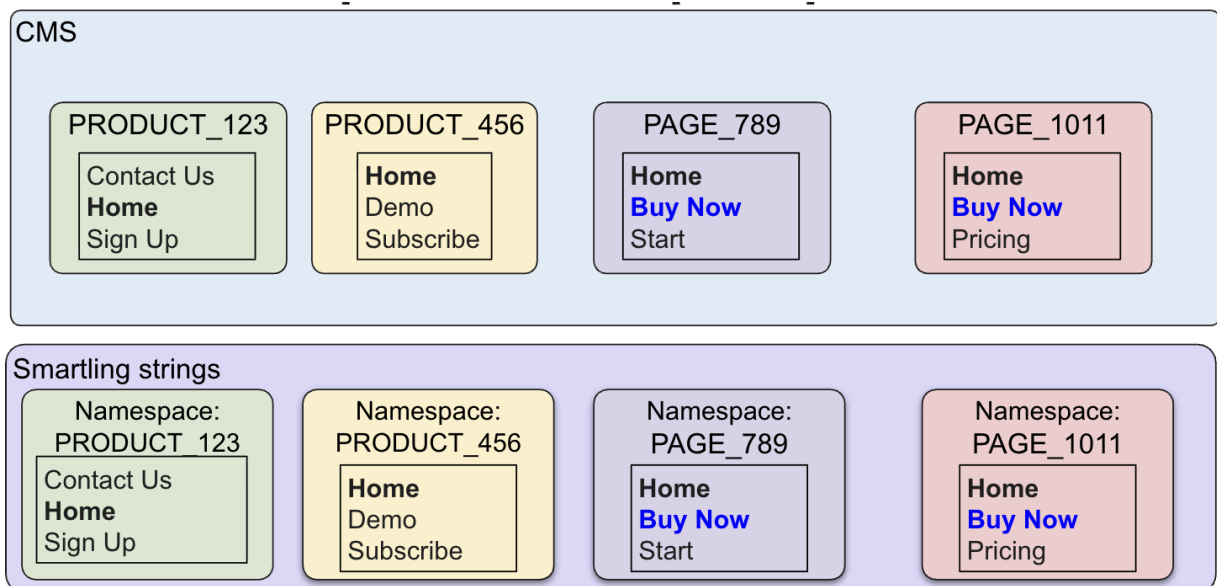 CMS
PRODUCT_123
Contact Us
Home
Sign Up
PRODUCT_456
Home
Demo
Subscribe
PAGE_789
Home
Buy Now
Start
PAGE_1011
Home
Buy Now
Pricing
Smartling strings
Namespace:
PRODUCT_123
Contact Us
Home
Sign Up
Namespace:
PRODUCT_456
Home
Demo
Subscribe
Namespace:
PAGE_789
Home
Buy Now
Start
Namespace:
PAGE_1011
Home
Buy Now
Pricing